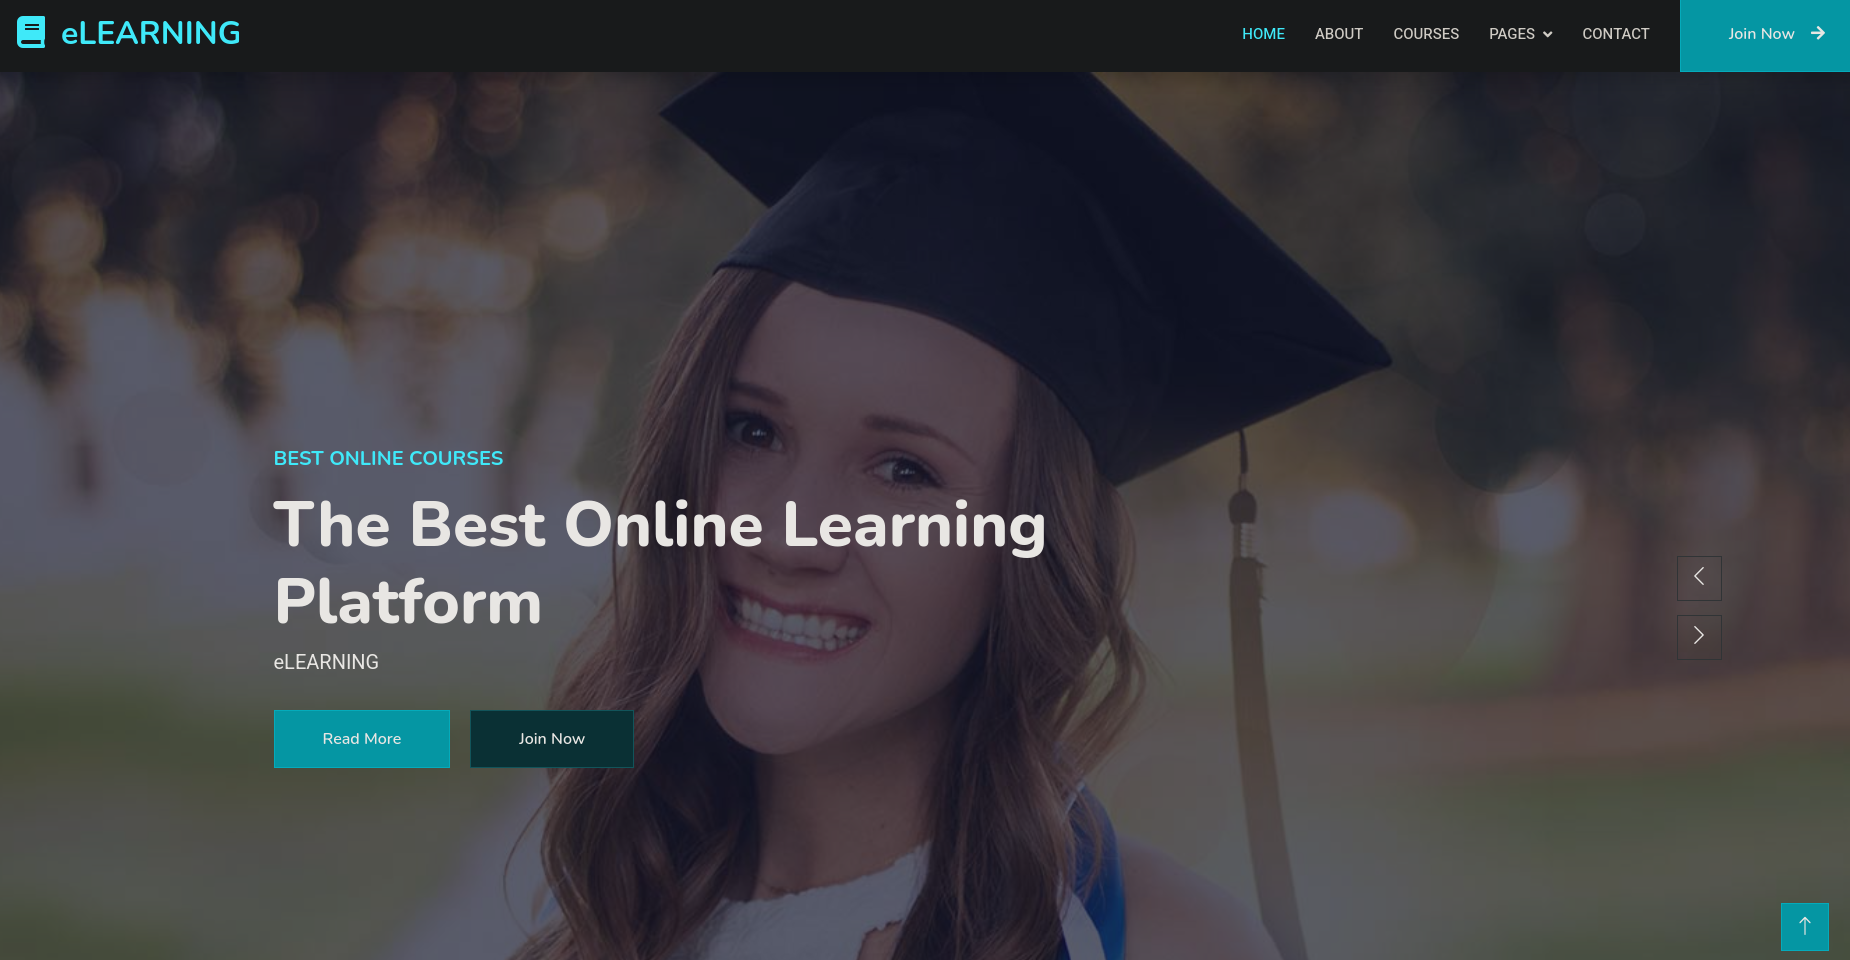 eLEARNING
HOME
ABOUT
COURSES
PAGES
CONTACT
Join Now
BEST ONLINE COURSES
The Best Online Learning
Platform
eLEARNING
Read More
Join Now